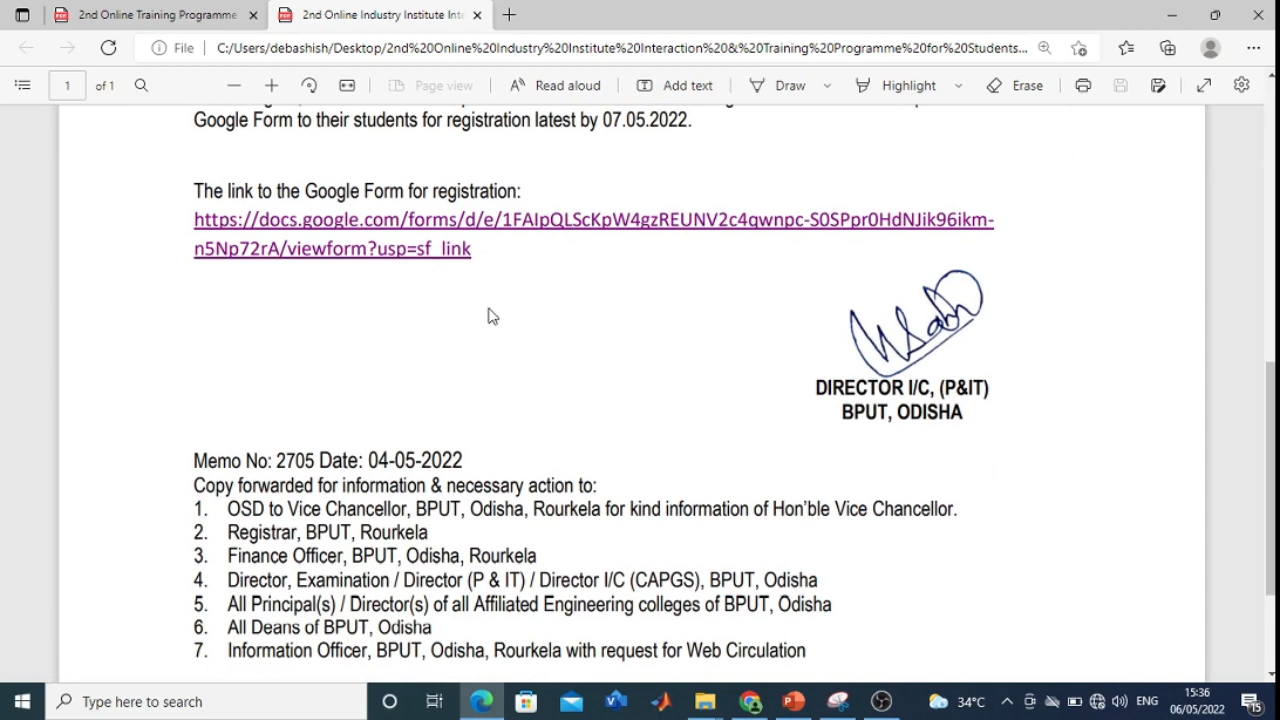 2nd Online Training Programme
2nd Online Industry Institute Inte
File
C:/Users/debashish/Desktop/2nd%20Online%20Industry%20Institute%20Interaction%20&%20Training%20Programme%20for%20Students...
1
of 1
Page view
Read aloud
Add text
Draw
Highlight
Erase
Google Form to their students for registration latest by 07.05.2022.
The link to the Google Form for registration:
https://docs.google.com/forms/d/e/1FAIpQLScKpW4gzREUNV2c4qwnpc-S0SPpr0HdNJik96ikm-
n5Np72rA/viewform?usp=sf_link
DIRECTOR I/C, (P&IT)
BPUT, ODISHA
Memo No: 2705 Date: 04-05-2022
Copy forwarded for information & necessary action to:
1. OSD to Vice Chancellor, BPUT, Odisha, Rourkela for kind information of Hon'ble Vice Chancellor.
2. Registrar, BPUT, Rourkela
3. Finance Officer, BPUT, Odisha, Rourkela
4. Director, Examination / Director (P & IT) / Director I/C (CAPGS), BPUT, Odisha
5. All Principal(s) / Director(s) of all Affiliated Engineering colleges of BPUT, Odisha
6. All Deans of BPUT, Odisha
7. Information Officer, BPUT, Odisha, Rourkela with request for Web Circulation
Type here to search
34°C
ENG
15:36
06/05/2022
15